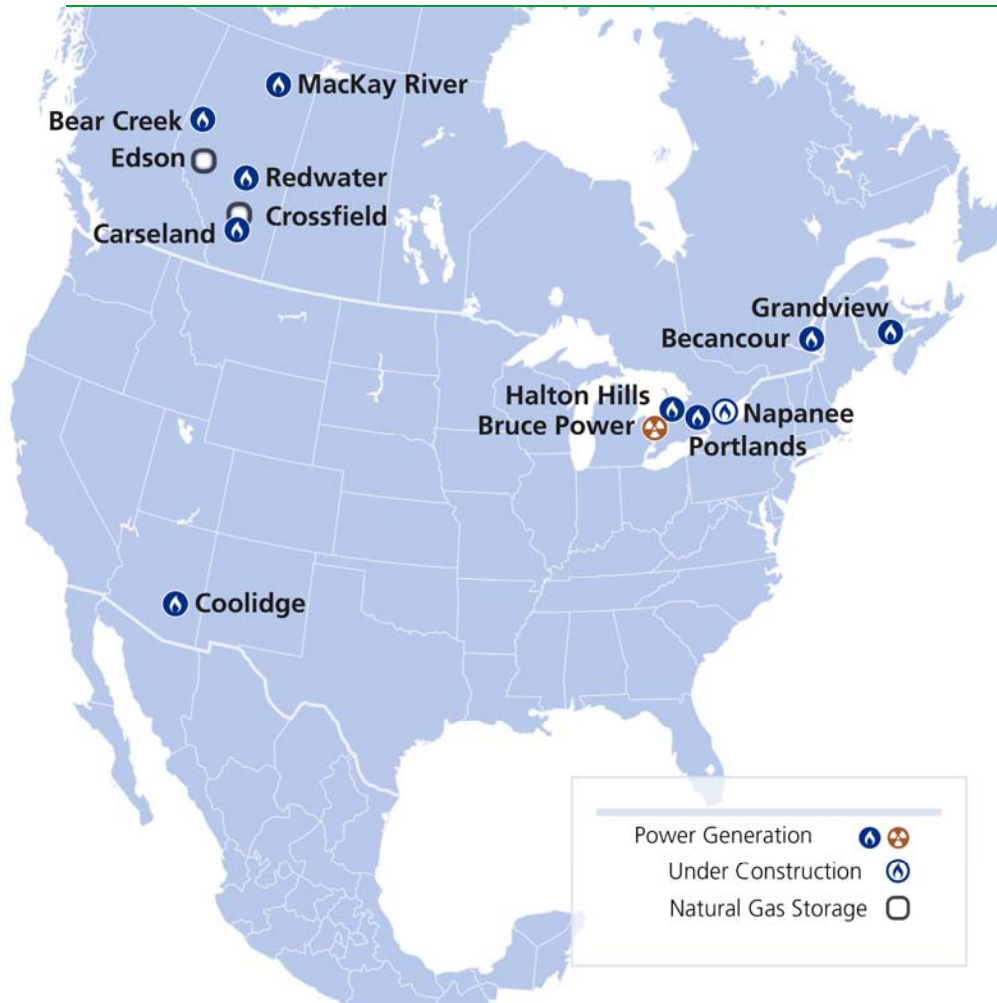 MacKay River
Bear Creek
Edson
Redwater
Crossfield
Carseland
Grandview
Becancour
Halton Hills
Bruce Power
Napanee
Portlands
Coolidge
Power Generation
Under Construction
Natural Gas Storage